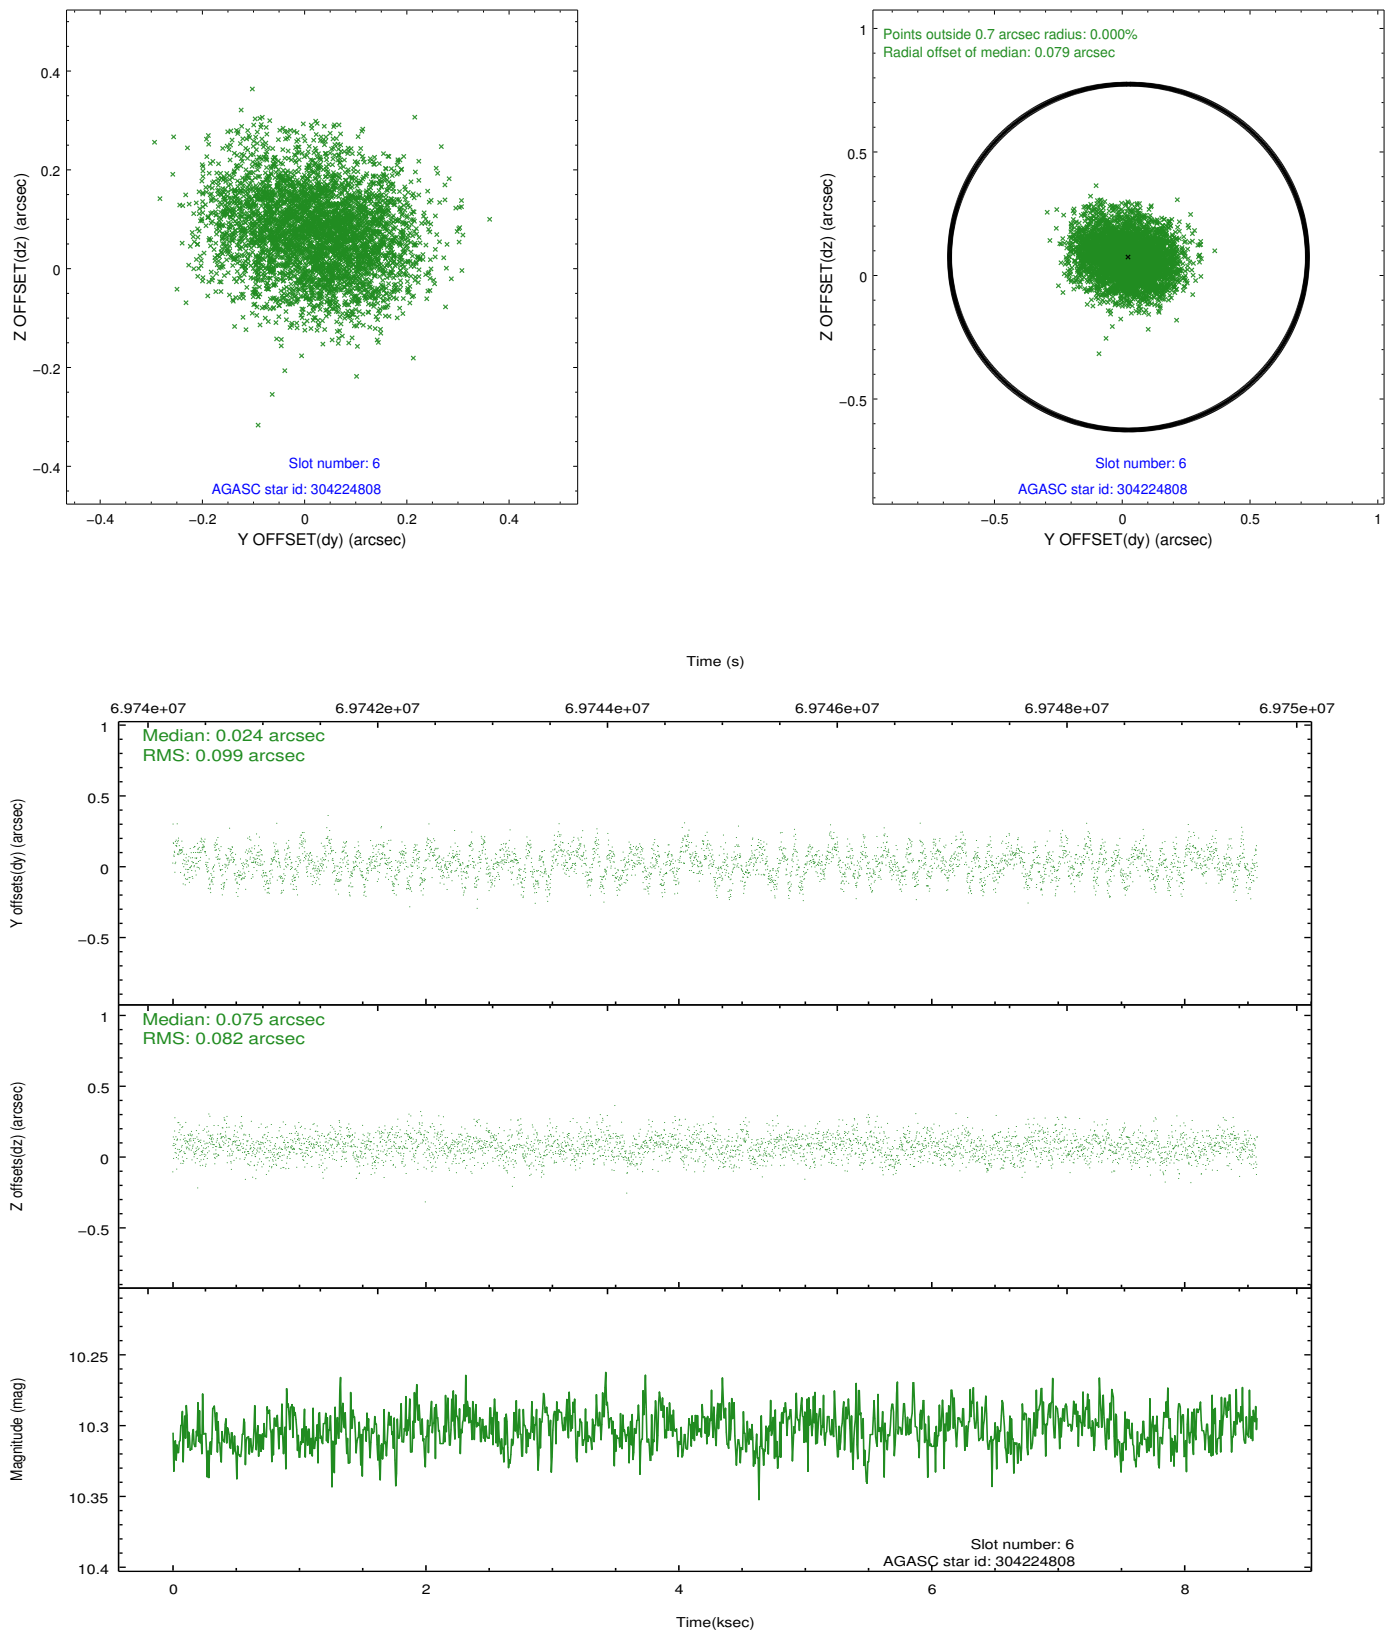 0.4
0.2
0
−0.2
−0.4
Z OFFSET(dz) (arcsec)
Slot number: 6
AGASC star id: 304224808
−0.4 −0.2 0 0.2 0.4
Y OFFSET(dy) (arcsec)
Points outside 0.7 arcsec radius: 0.000%
Radial offset of median: 0.079 arcsec
1
0.5
0
−0.5
Z OFFSET(dz) (arcsec)
Slot number: 6
AGASC star id: 304224808
−0.5 0 0.5 1
Y OFFSET(dy) (arcsec)
Time (s)
6.974e+07 6.9742e+07 6.9744e+07 6.9746e+07 6.9748e+07 6.975e+07
Median: 0.024 arcsec
RMS: 0.099 arcsec
1
0.5
0
−0.5
Y offsets(dy) (arcsec)
Median: 0.075 arcsec
RMS: 0.082 arcsec
1
0.5
0
−0.5
Z offsets(dz) (arcsec)
10.25
10.3
10.35
10.4
Magnitude (mag)
Slot number: 6
AGASC star id: 304224808
0 2 4 6 8
Time(ksec)